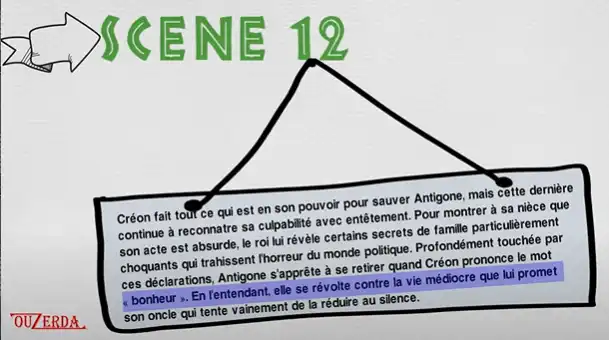 SCENE 12
Créon fait tout ce qui est en son pouvoir pour sauver Antigone, mais cette dernière
continue à reconnatre sa culpabilité avec entêtement. Pour montrer à sa nièce que
son acte est absurde, le roi lui révèle certains secrets de famille particulièrement
choquants qui trahissent l'horreur du monde politique. Profondément touchée par
ces déclarations, Antigone s'apprête à se retirer quand Créon prononce le mot
« bonheur ». En l'entendant, elle se révolte contre la vie médiocre que lui promet
son oncle qui tente vainement de la réduire au silence.
OUZERDA